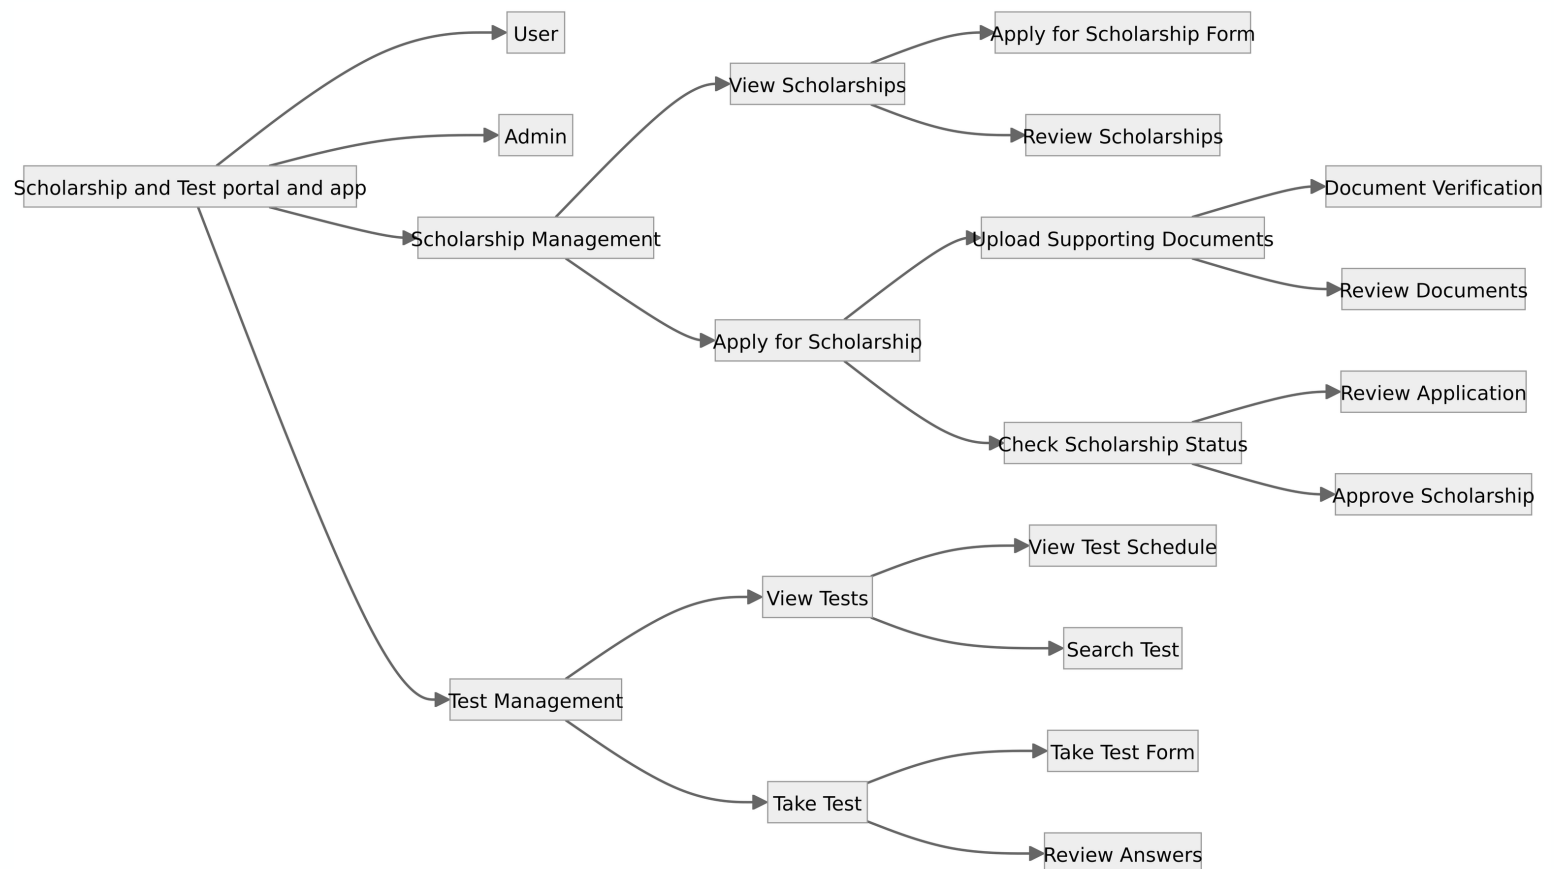 User
Apply for Scholarship Form
View Scholarships
Admin
Review Scholarships
Scholarship and Test portal and app
Document Verification
Scholarship Management
Upload Supporting Documents
Review Documents
Apply for Scholarship
Review Application
Check Scholarship Status
Approve Scholarship
View Test Schedule
View Tests
Search Test
Test Management
Take Test Form
Take Test
Review Answers